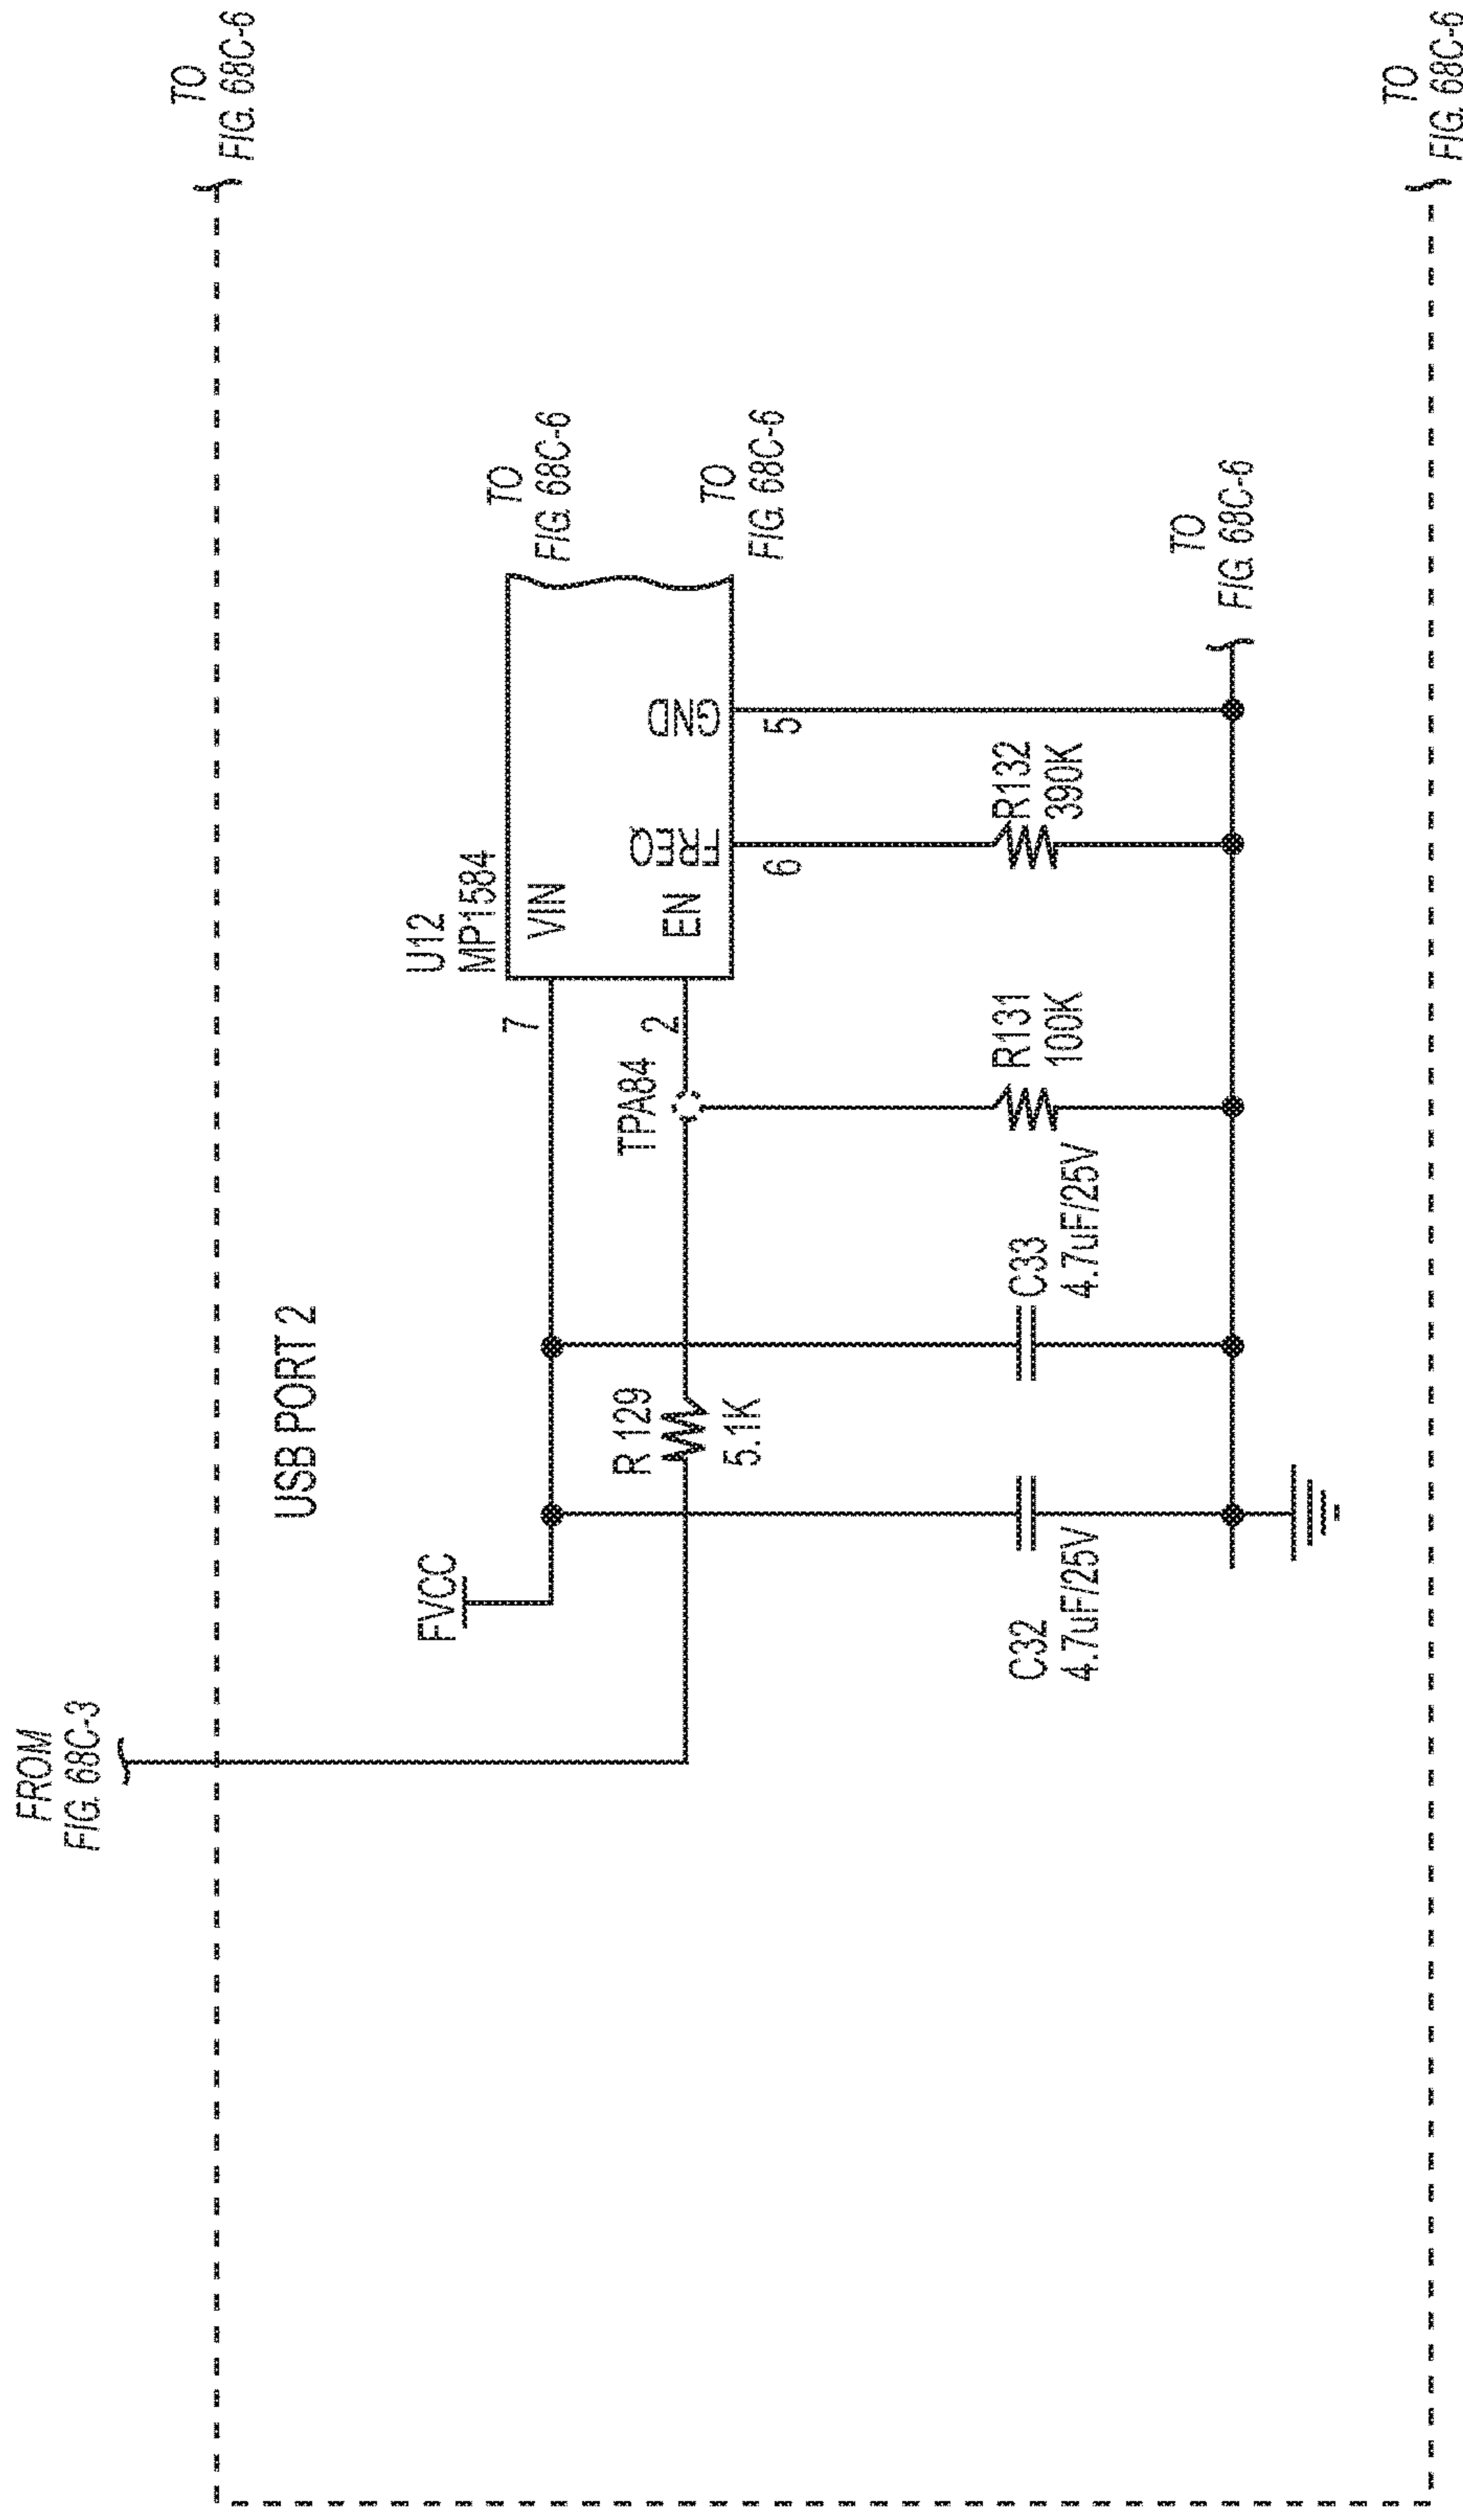 FROM
FIG. 68C-3
USB PORT 2
TO
FIG. 68C-6
FVCC
U12
MP1584
7
VIN
TO
FIG. 68C-6
R 129
5.1K
TPA84
2
EN
FREQ
GND
6
5
TO
FIG. 68C-6
C32
4.7uF/25V
C33
4.7uF/25V
R131
100K
R132
390K
TO
FIG. 68C-6
TO
FIG. 68C-6